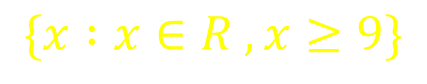 {x : x ∈ R , x ≥ 9}